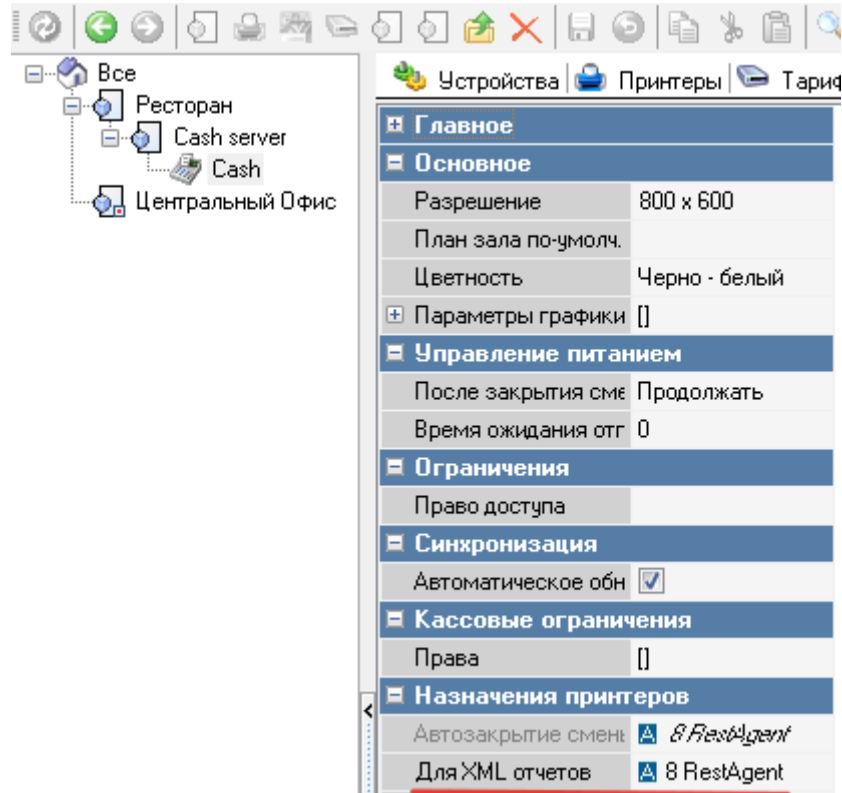 Все
Ресторан
Cash server
Cash
Центральный Офис
Устройства Принтеры Тариф
Главное
Основное
Разрешение 800 x 600
План зала по-умолч.
Цветность Черно - белый
Параметры графики []
Управление питанием
После закрытия сме Продолжать
Время ожидания отг 0
Ограничения
Право доступа
Синхронизация
Автоматическое обн
Кассовые ограничения
Права []
Назначения принтеров
Автозакрытие смень A 8 RestAgent
Для XML отчетов A 8 RestAgent